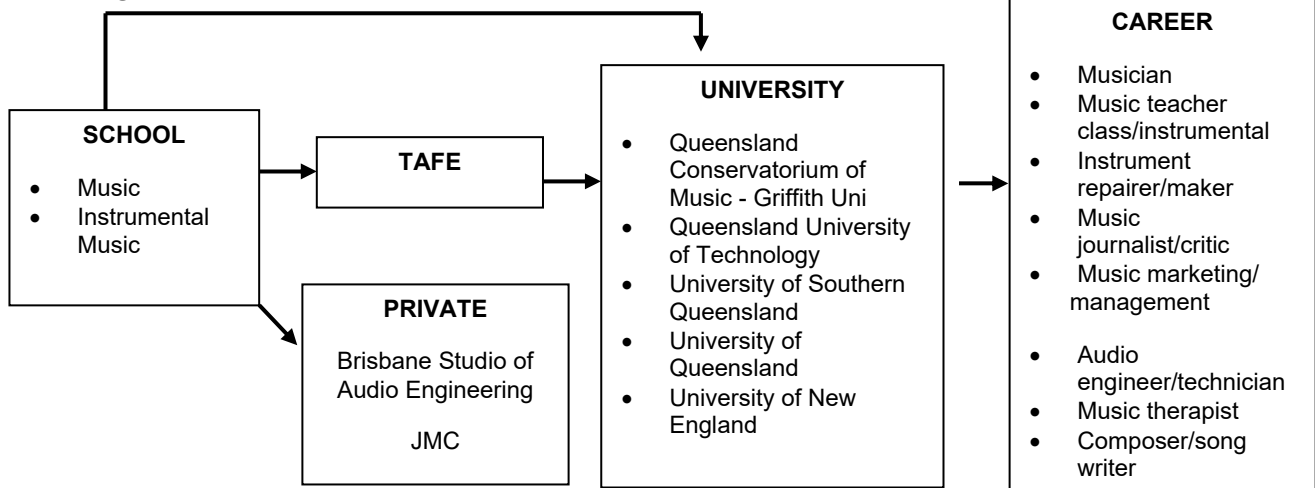 SCHOOL
• Music
• Instrumental
Music
TAFE
PRIVATE
Brisbane Studio of
Audio Engineering
JMC
UNIVERSITY
• Queensland
Conservatorium of
Music - Griffith Uni
• Queensland University
of Technology
• University of Southern
Queensland
• University of
Queensland
• University of New
England
CAREER
• Musician
• Music teacher
class/instrumental
• Instrument
repairer/maker
• Music
journalist/critic
• Music marketing/
management
• Audio
engineer/technician
• Music therapist
• Composer/song
writer